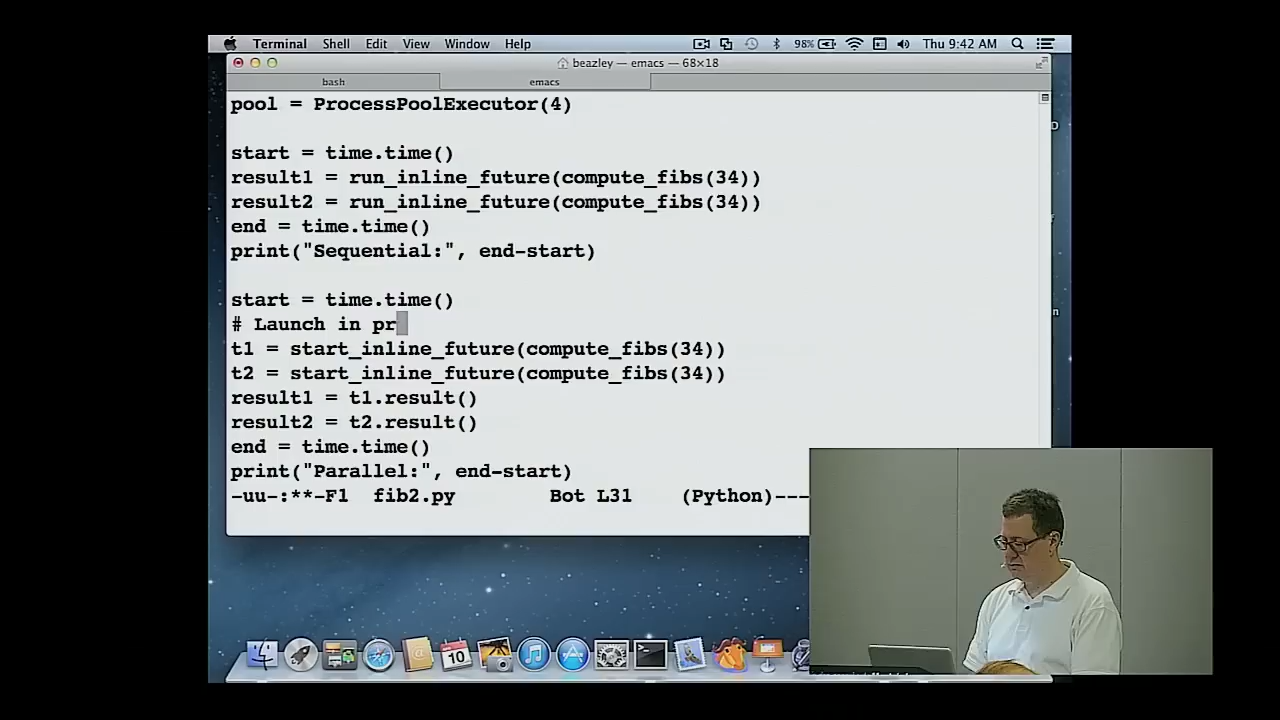 Terminal Shell Edit View Window Help 98% Thu 9:42 AM
beazley — emacs — 68×18
bash emacs
pool = ProcessPoolExecutor(4)
start = time.time()
result1 = run_inline_future(compute_fibs(34))
result2 = run_inline_future(compute_fibs(34))
end = time.time()
print("Sequential:", end-start)
start = time.time()
# Launch in pr
t1 = start_inline_future(compute_fibs(34))
t2 = start_inline_future(compute_fibs(34))
result1 = t1.result()
result2 = t2.result()
end = time.time()
print("Parallel:", end-start)
-uu-:**-F1 fib2.py Bot L31 (Python)---
10